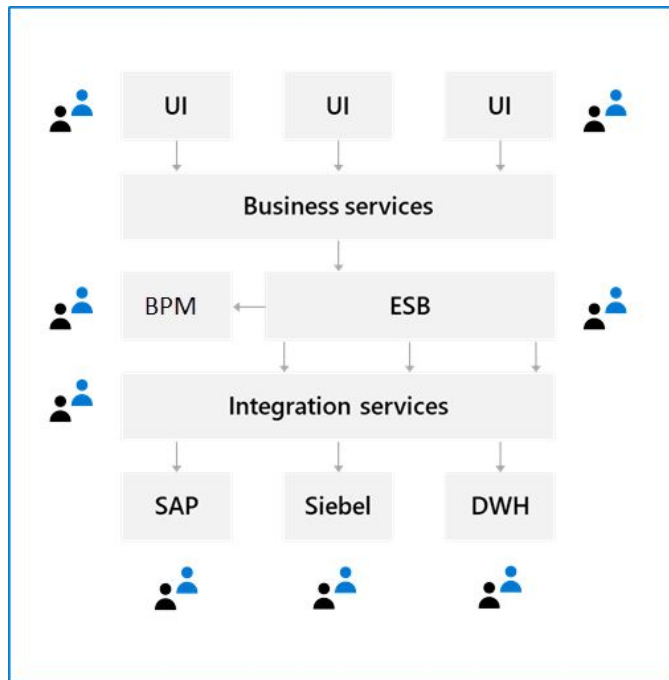 UI
UI
UI
Business services
BPM
ESB
Integration services
SAP
Siebel
DWH